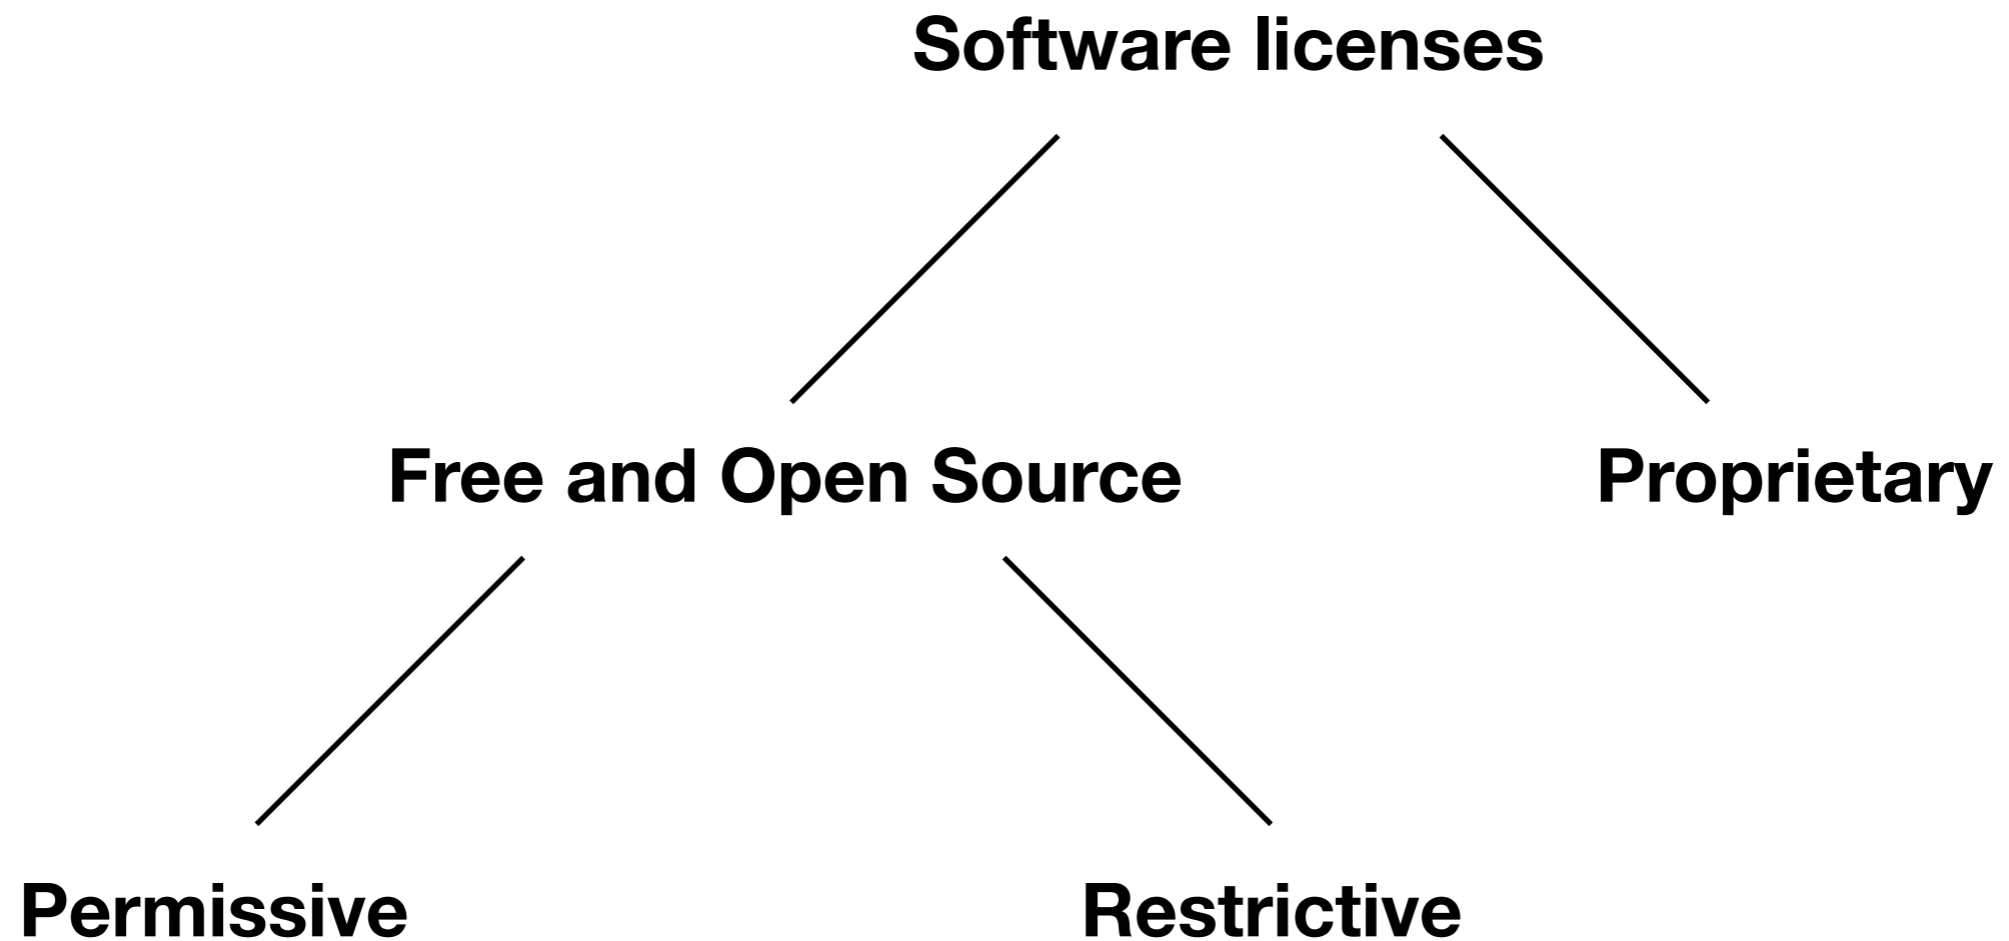 Software licenses
Free and Open Source
Proprietary
Permissive
Restrictive